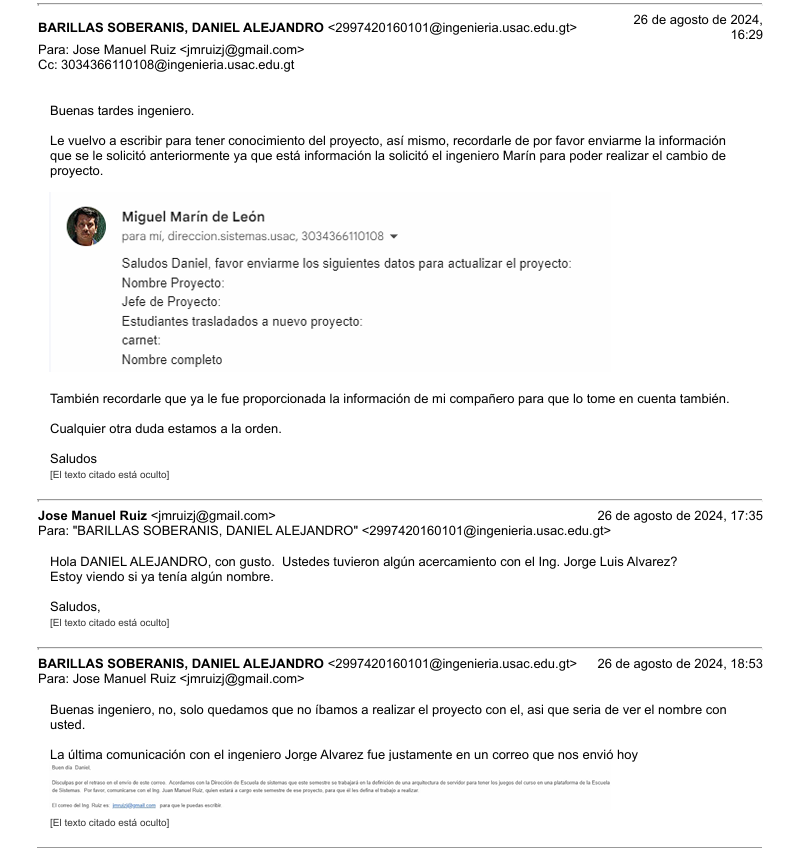 BARILLAS SOBERANIS, DANIEL ALEJANDRO <2997420160101@ingenieria.usac.edu.gt>
26 de agosto de 2024,
16:29
Para: Jose Manuel Ruiz <jmruizj@gmail.com>
Cc: 3034366110108@ingenieria.usac.edu.gt
Buenas tardes ingeniero.
Le vuelvo a escribir para tener conocimiento del proyecto, así mismo, recordarle de por favor enviarme la información
que se le solicitó anteriormente ya que está información la solicitó el ingeniero Marín para poder realizar el cambio de
proyecto.
Miguel Marín de León
para mí, direccion.sistemas.usac, 3034366110108
Saludos Daniel, favor enviarme los siguientes datos para actualizar el proyecto:
Nombre Proyecto:
Jefe de Proyecto:
Estudiantes trasladados a nuevo proyecto:
carnet:
Nombre completo
También recordarle que ya le fue proporcionada la información de mi compañero para que lo tome en cuenta también.
Cualquier otra duda estamos a la orden.
Saludos
[El texto citado está oculto]
Jose Manuel Ruiz <jmruizj@gmail.com> 26 de agosto de 2024, 17:35
Para: "BARILLAS SOBERANIS, DANIEL ALEJANDRO" <2997420160101@ingenieria.usac.edu.gt>
Hola DANIEL ALEJANDRO, con gusto.  Ustedes tuvieron algún acercamiento con el Ing. Jorge Luis Alvarez?
Estoy viendo si ya tenía algún nombre.
Saludos,
[El texto citado está oculto]
BARILLAS SOBERANIS, DANIEL ALEJANDRO <2997420160101@ingenieria.usac.edu.gt> 26 de agosto de 2024, 18:53
Para: Jose Manuel Ruiz <jmruizj@gmail.com>
Buenas ingeniero, no, solo quedamos que no íbamos a realizar el proyecto con el, asi que seria de ver el nombre con
usted.
La última comunicación con el ingeniero Jorge Alvarez fue justamente en un correo que nos envió hoy
Buen día Daniel,
Disculpas por el retraso en el envío de este correo. Acordamos con la Dirección de Escuela de sistemas que este semestre se trabajará en la definición de una arquitectura de servidor para tener los juegos del curso en una plataforma de la Escuela
de Sistemas. Por favor, comunicarse con el Ing. Juan Manuel Ruiz, quien estará a cargo este semestre de ese proyecto, para que él les defina el trabajo a realizar.
El correo del Ing. Ruiz es: jmruizj@gmail.com para que le puedas escribir.
[El texto citado está oculto]